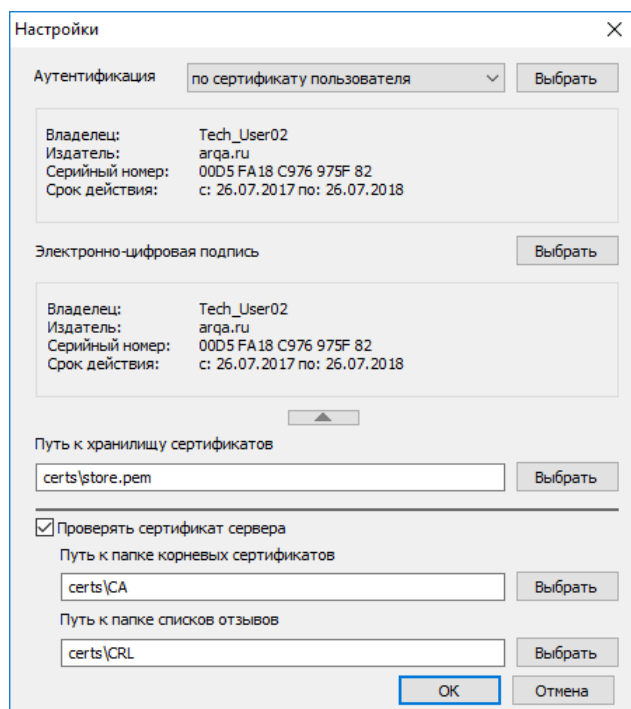 Настройки
Аутентификация по сертификату пользователя Выбрать
Владелец: Tech_User02
Издатель: arqa.ru
Серийный номер: 00D5 FA18 C976 975F 82
Срок действия: с: 26.07.2017 по: 26.07.2018
Электронно-цифровая подпись Выбрать
Владелец: Tech_User02
Издатель: arqa.ru
Серийный номер: 00D5 FA18 C976 975F 82
Срок действия: с: 26.07.2017 по: 26.07.2018
Путь к хранилищу сертификатов
certs\store.pem Выбрать
Проверять сертификат сервера
Путь к папке корневых сертификатов
certs\CA Выбрать
Путь к папке списков отзывов
certs\CRL Выбрать
ОК Отмена